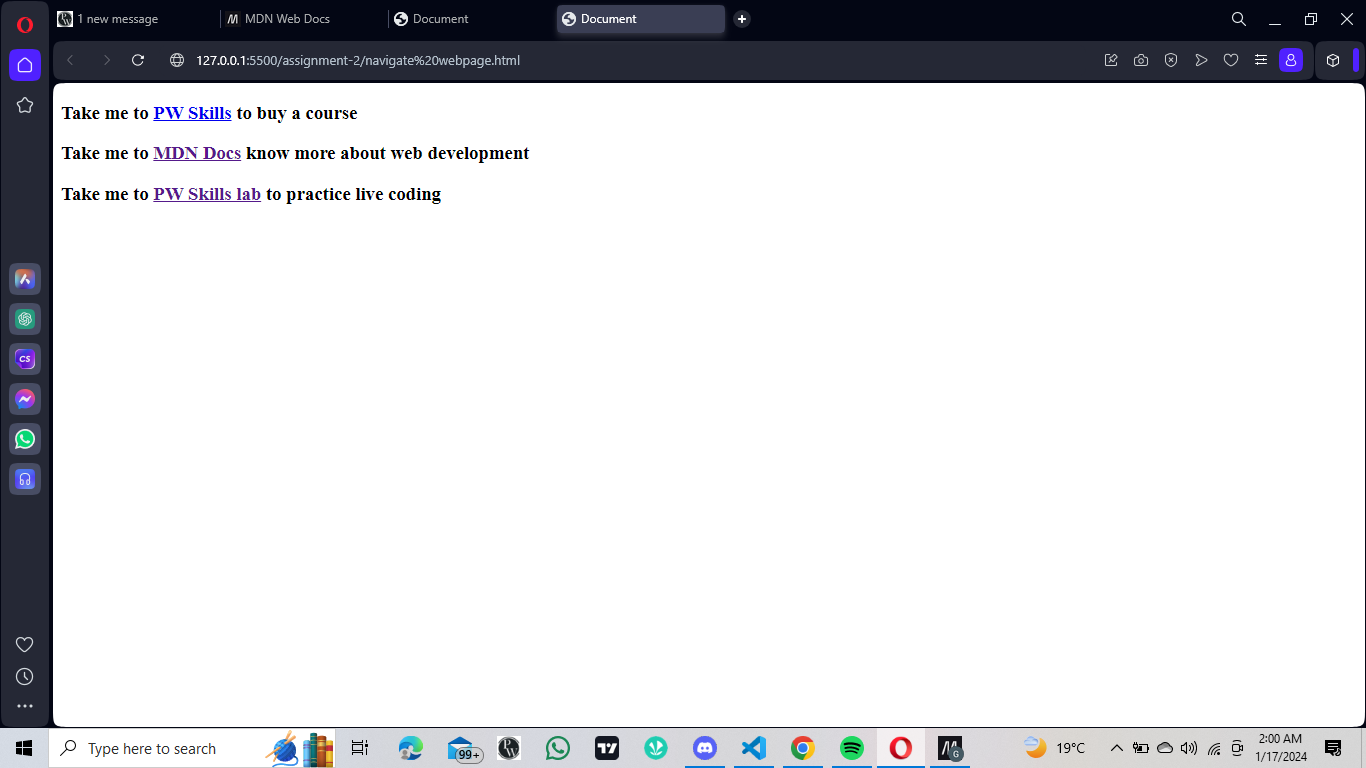 1 new message
MDN Web Docs
Document
Document
127.0.0.1:5500/assignment-2/navigate%20webpage.html
Take me to PW Skills to buy a course
Take me to MDN Docs know more about web development
Take me to PW Skills lab to practice live coding
CS
Type here to search
99+
19°C
2:00 AM
1/17/2024